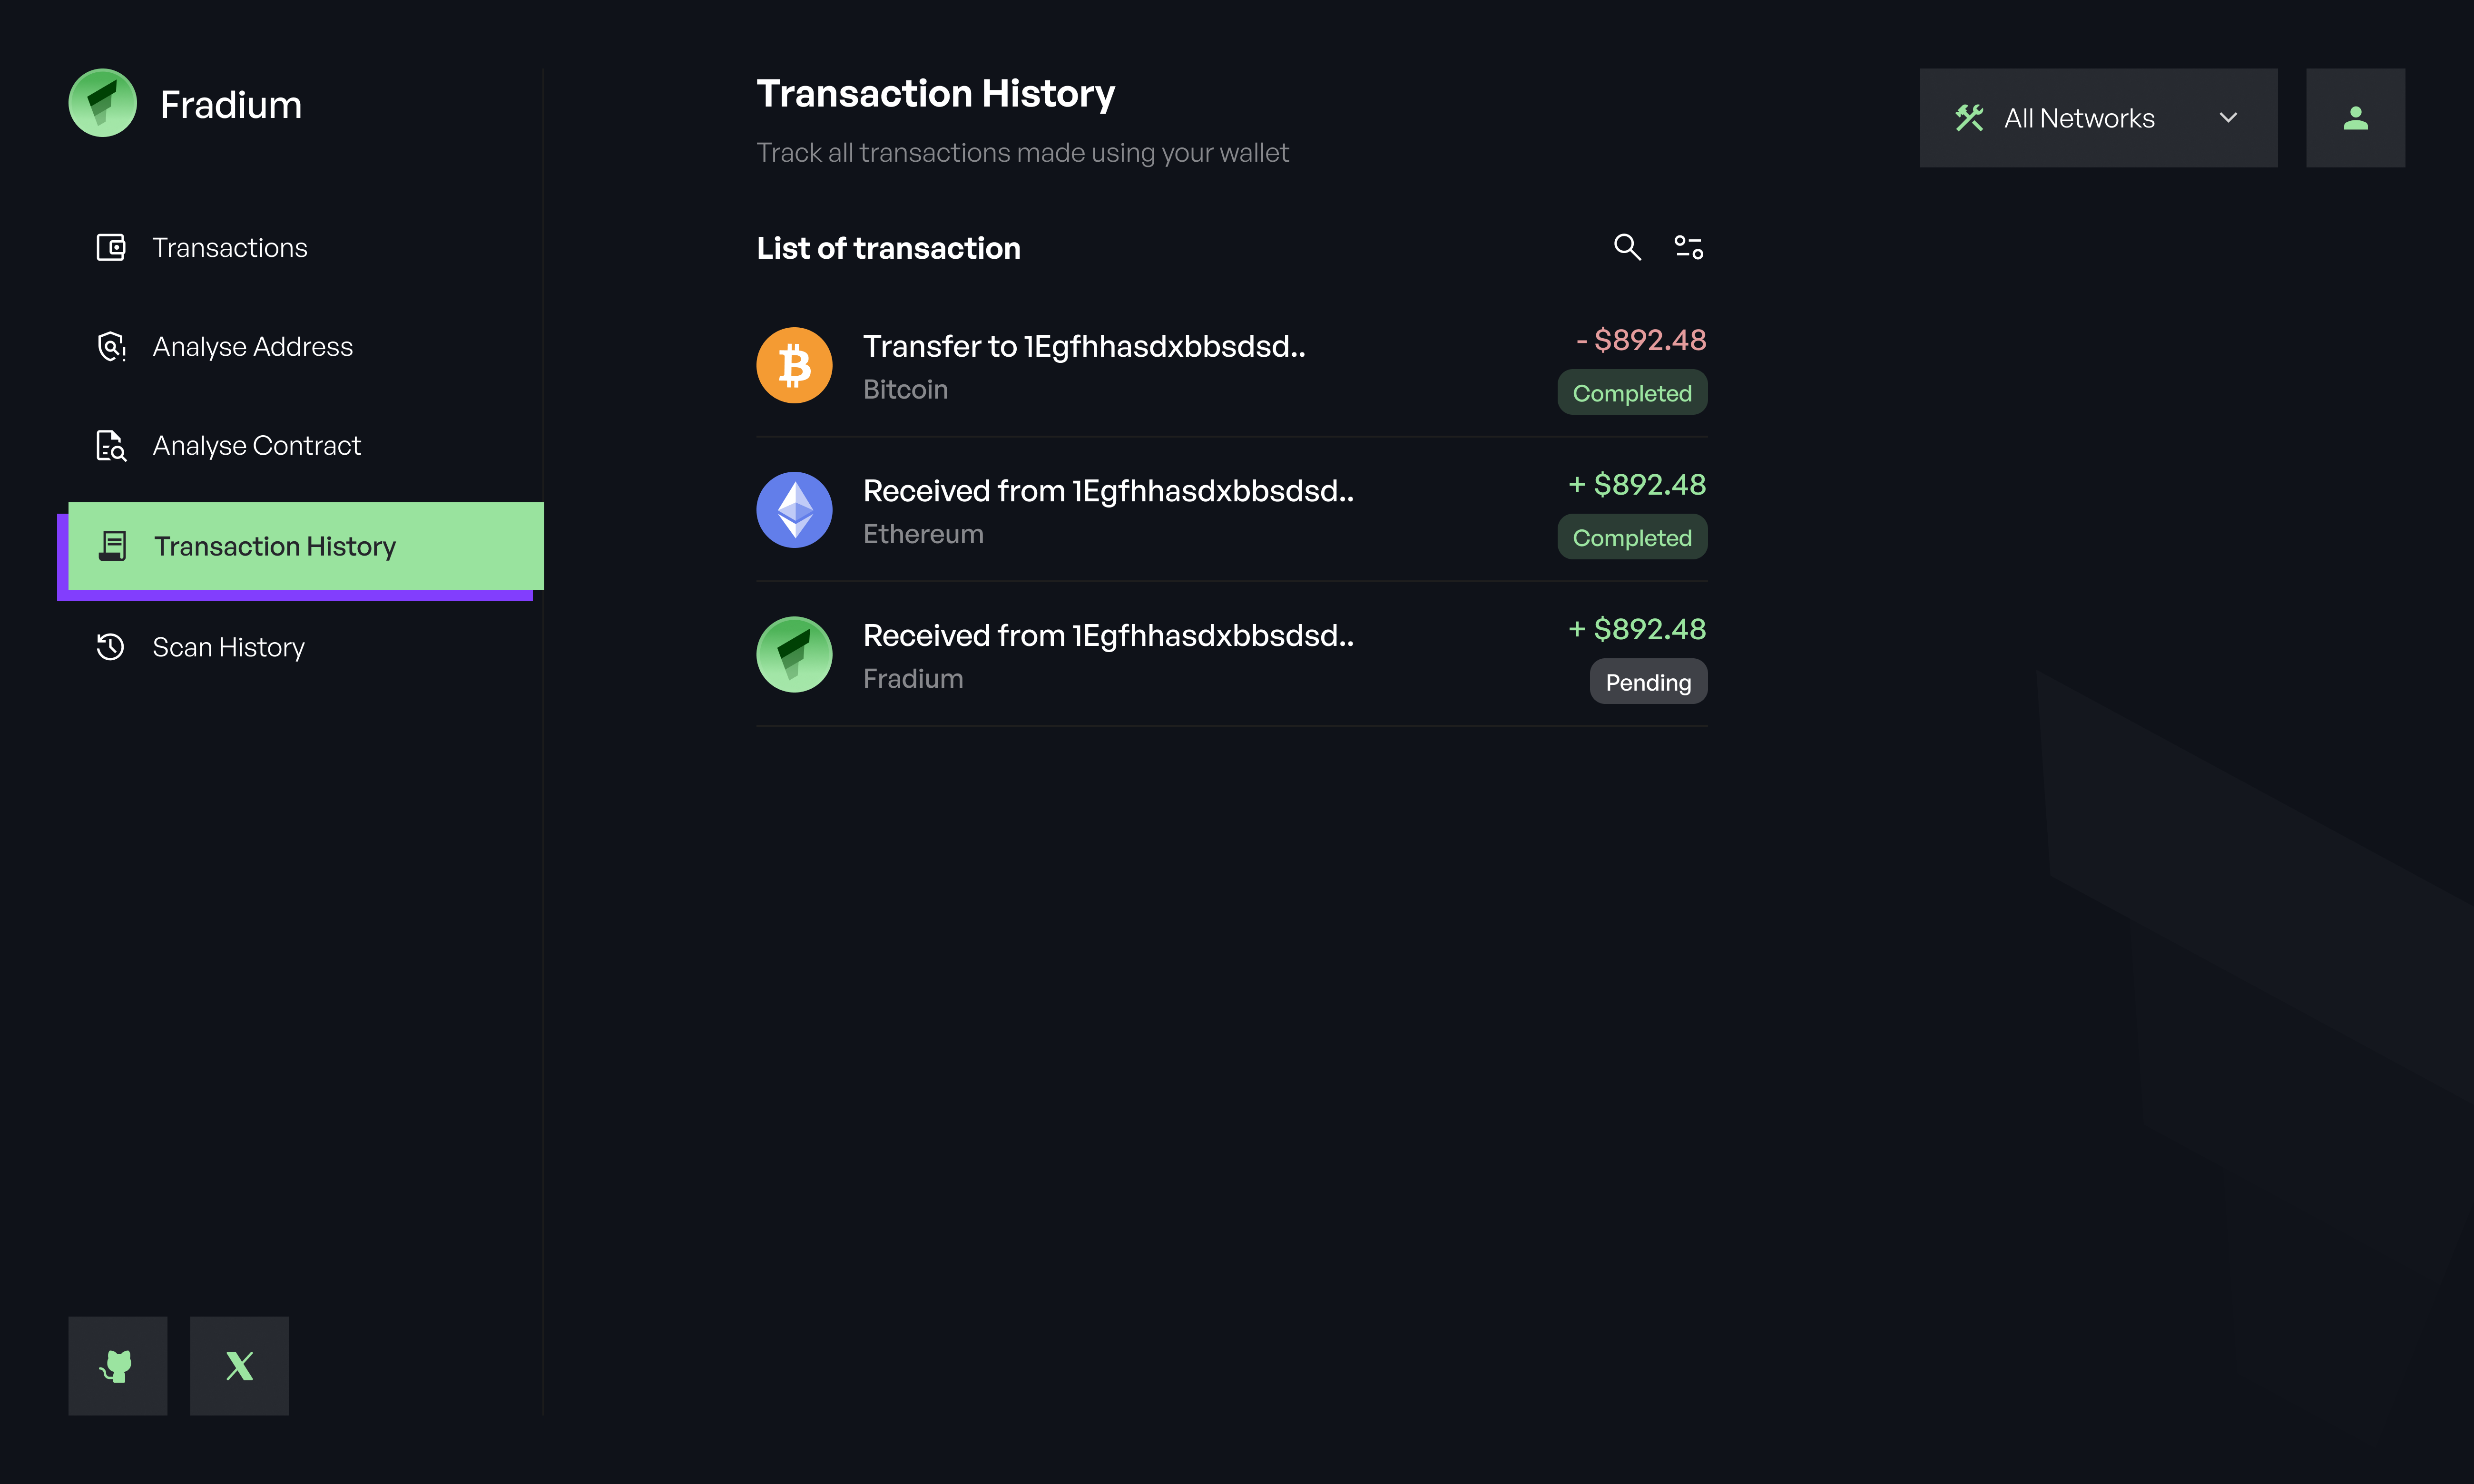 Fradium
Transactions
Analyse Address
Analyse Contract
Transaction History
Scan History
Transaction History
Track all transactions made using your wallet
All Networks
List of transaction
Transfer to 1Egfhhasdxbbsdsd..
Bitcoin
- $892.48
Completed
Received from 1Egfhhasdxbbsdsd..
Ethereum
+ $892.48
Completed
Received from 1Egfhhasdxbbsdsd..
Fradium
+ $892.48
Pending